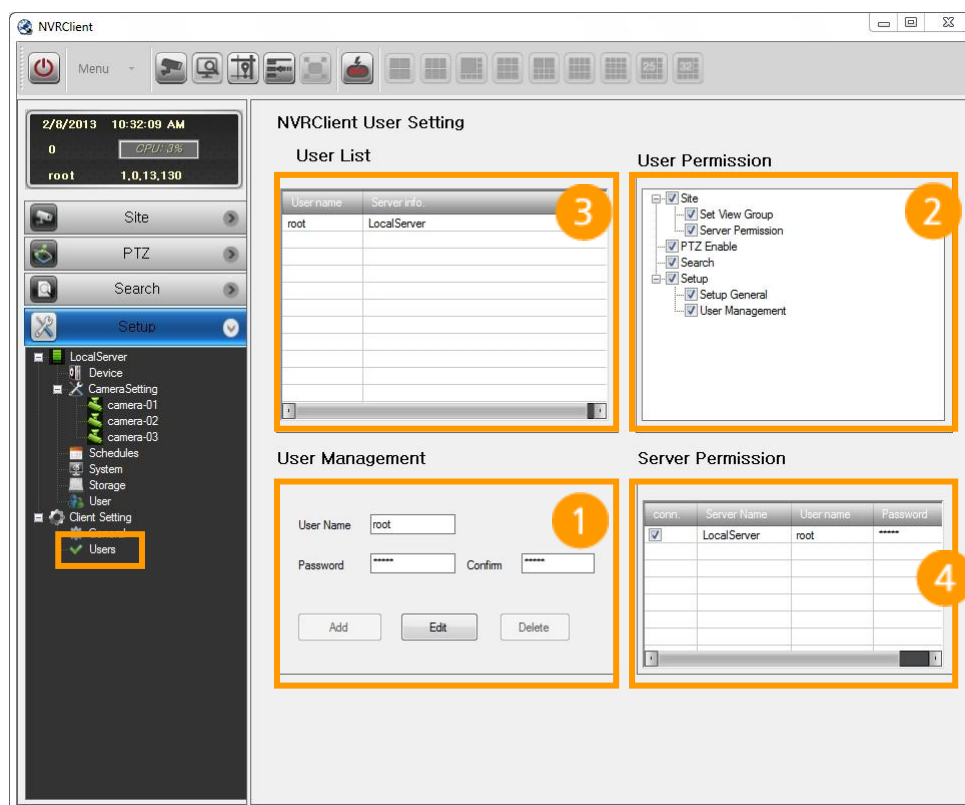 NVRClient
Menu
25
32
2/8/2013 10:32:09 AM
0 CPU: 3%
root 1,0,13,130
Site
PTZ
Search
Setup
LocalServer
Device
CameraSetting
camera-01
camera-02
camera-03
Schedules
System
Storage
User
Client Setting
Users
NVRClient User Setting
User List
User name Server info.
root LocalServer
3
User Permission
Site
Set View Group
Server Permission
PTZ Enable
Search
Setup
Setup General
User Management
2
User Management
User Name root
Password ***** Confirm *****
Add Edit Delete
1
Server Permission
conn. Server Name User name Password
LocalServer root *****
4